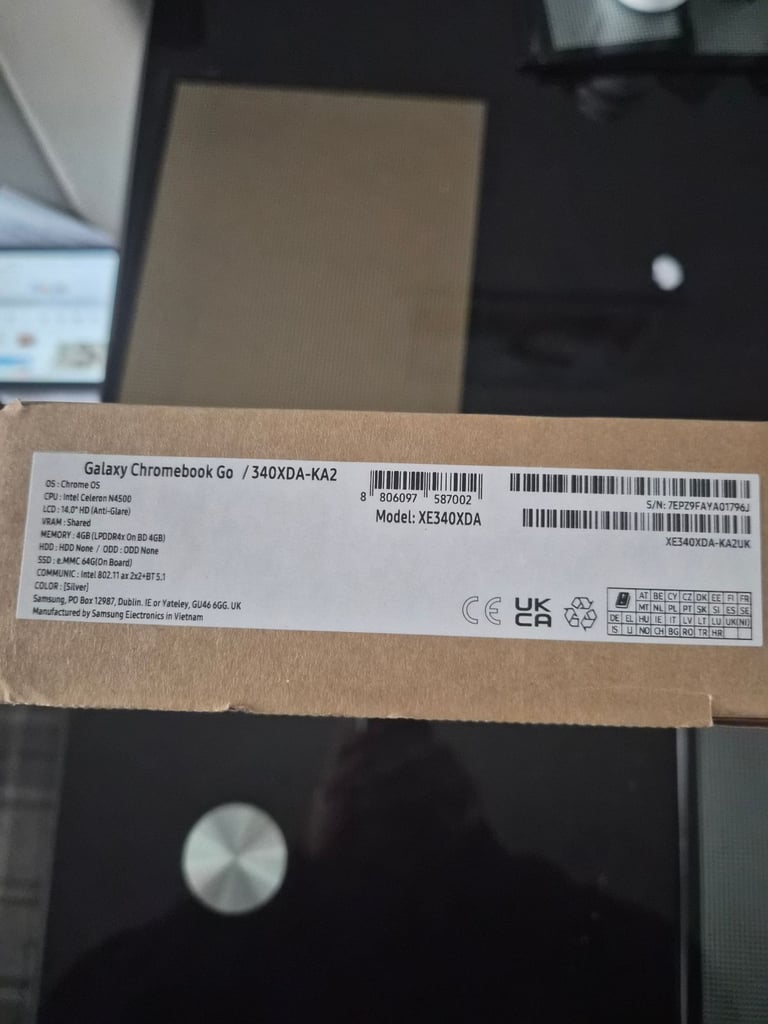 Galaxy Chromebook Go / 340XDA-KA2
OS : Chrome OS
CPU : Intel Celeron N4500
LCD : 14.0" HD (Anti-Glare)
VRAM : Shared
MEMORY : 4GB (LPDDR4x On BD 4GB)
HDD : HDD None / ODD : ODD None
SSD : e.MMC 64G(On Board)
COMMUNIC : Intel 802.11 ax 2x2+BT 5.1
COLOR : [Silver]
Samsung, PO Box 12987, Dublin. IE or Yateley, GU46 6GG. UK
Manufactured by Samsung Electronics in Vietnam
8 806097 587002
Model: XE340XDA
S/N: 7EPZ9FAYA01796J
XE340XDA-KA2UK
CE
UK
CA
AT BE CY CZ DK EE FI FR
MT NL PL PT SK SI ES SE
DE EL HU IE IT LV LT LU UK(NI)
IS LI NO CH BG RO TR HR